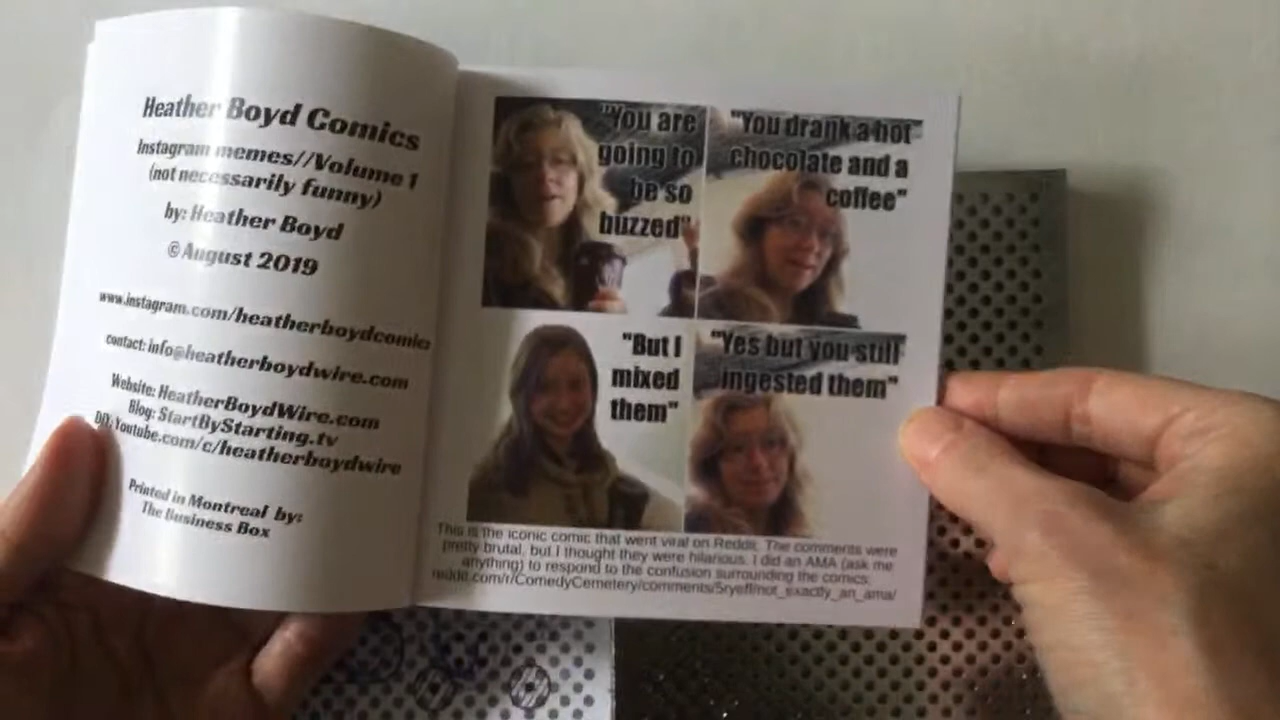 Heather Boyd Comics
Instagram memes//Volume 1
(not necessarily funny)
by: Heather Boyd
© August 2019
www.instagram.com/heatherboydcomics
contact: info@heatherboydwire.com
Website: HeatherBoydWire.com
Blog: StartByStarting.tv
DIY: Youtube.com/c/heatherboydwire
Printed in Montreal by:
The Business Box
"You are
going to
be so
buzzed"
"You drank a hot
chocolate and a
coffee"
"But I
mixed
them"
"Yes but you still
ingested them"
This is the iconic comic that went viral on Reddit. The comments were
pretty brutal, but I thought they were hilarious. I did an AMA (ask me
anything) to respond to the confusion surrounding the comics:
reddit.com/r/ComedyCemetery/comments/5ryefl/not_exactly_an_ama/